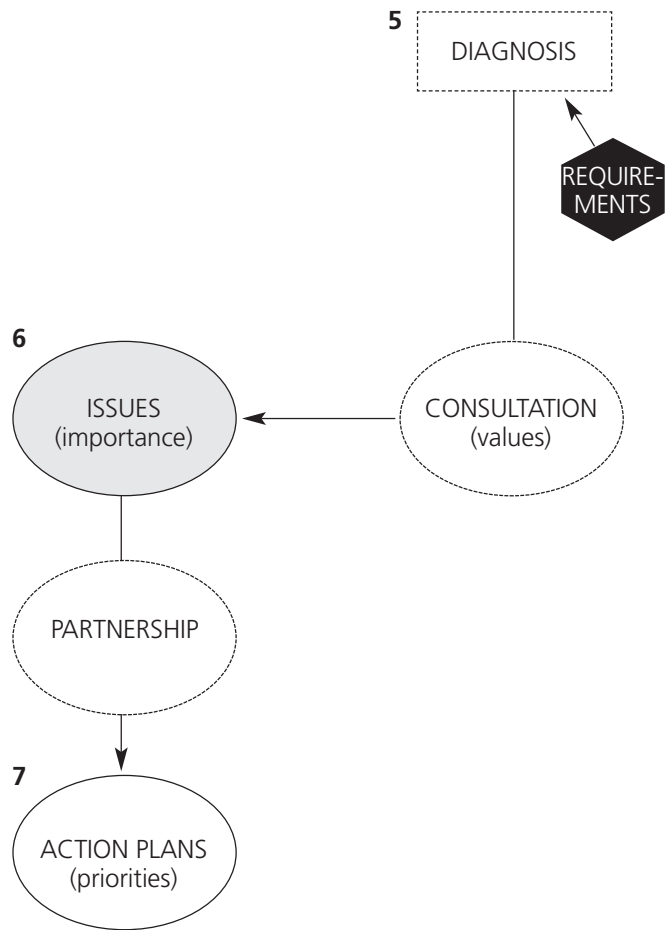 5
DIAGNOSIS
REQUIRE-
MENTS
6
ISSUES
(importance)
CONSULTATION
(values)
PARTNERSHIP
7
ACTION PLANS
(priorities)